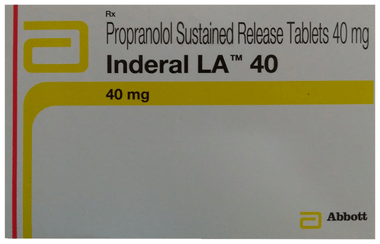 Rx
Propranolol Sustained Release Tablets 40 mg
Inderal LA™ 40
40 mg
Abbott